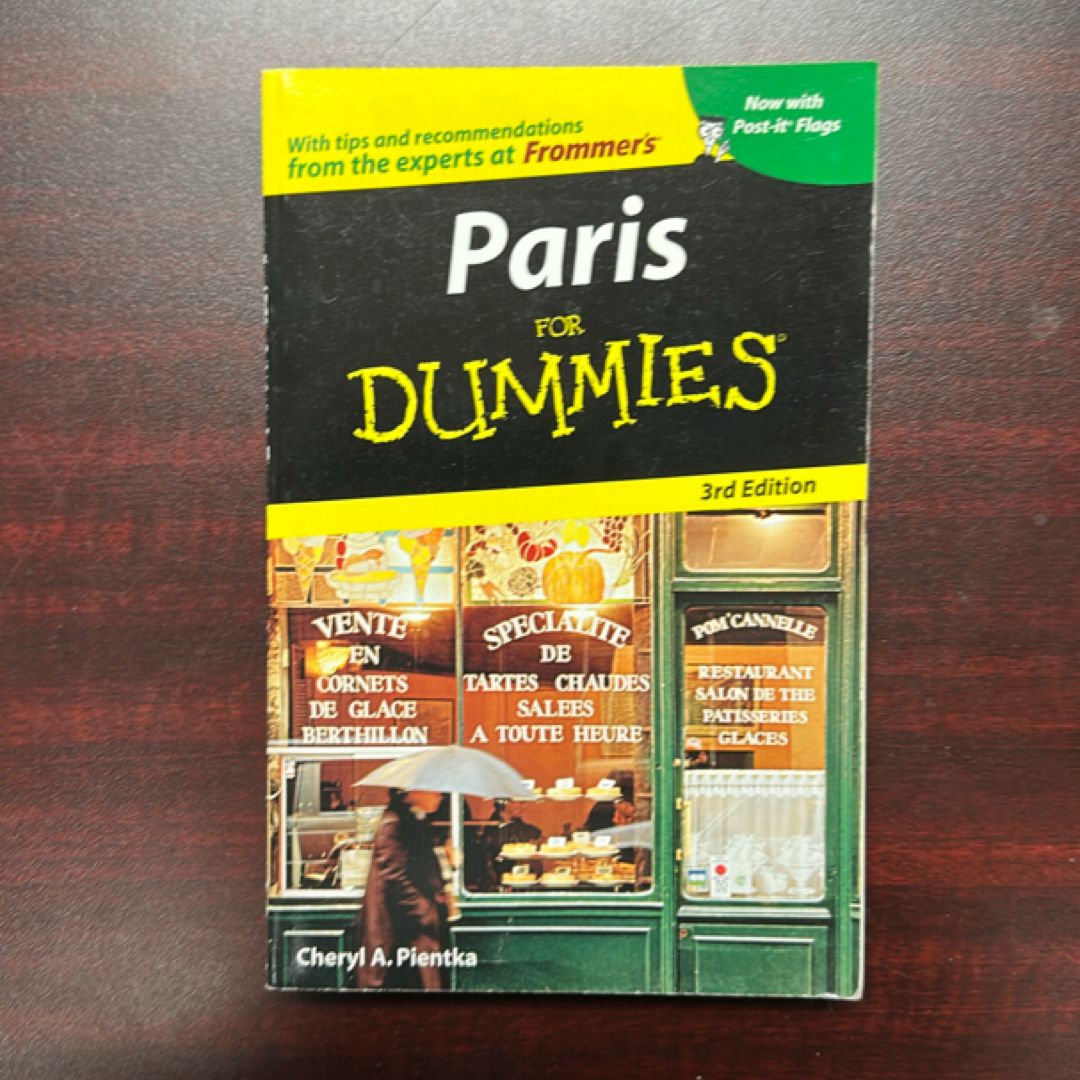 With tips and recommendations
from the experts at Frommer's™
Now with
Post-it® Flags
Paris
FOR
DUMMIES®
3rd Edition
VENTE
EN
CORNETS
DE GLACE
BERTHILLON
SPECIALITE
DE
TARTES CHAUDES
SALEES
A TOUTE HEURE
POM'CANNELLE
RESTAURANT
SALON DE THE
PATISSERIES
GLACES
Cheryl A. Pientka